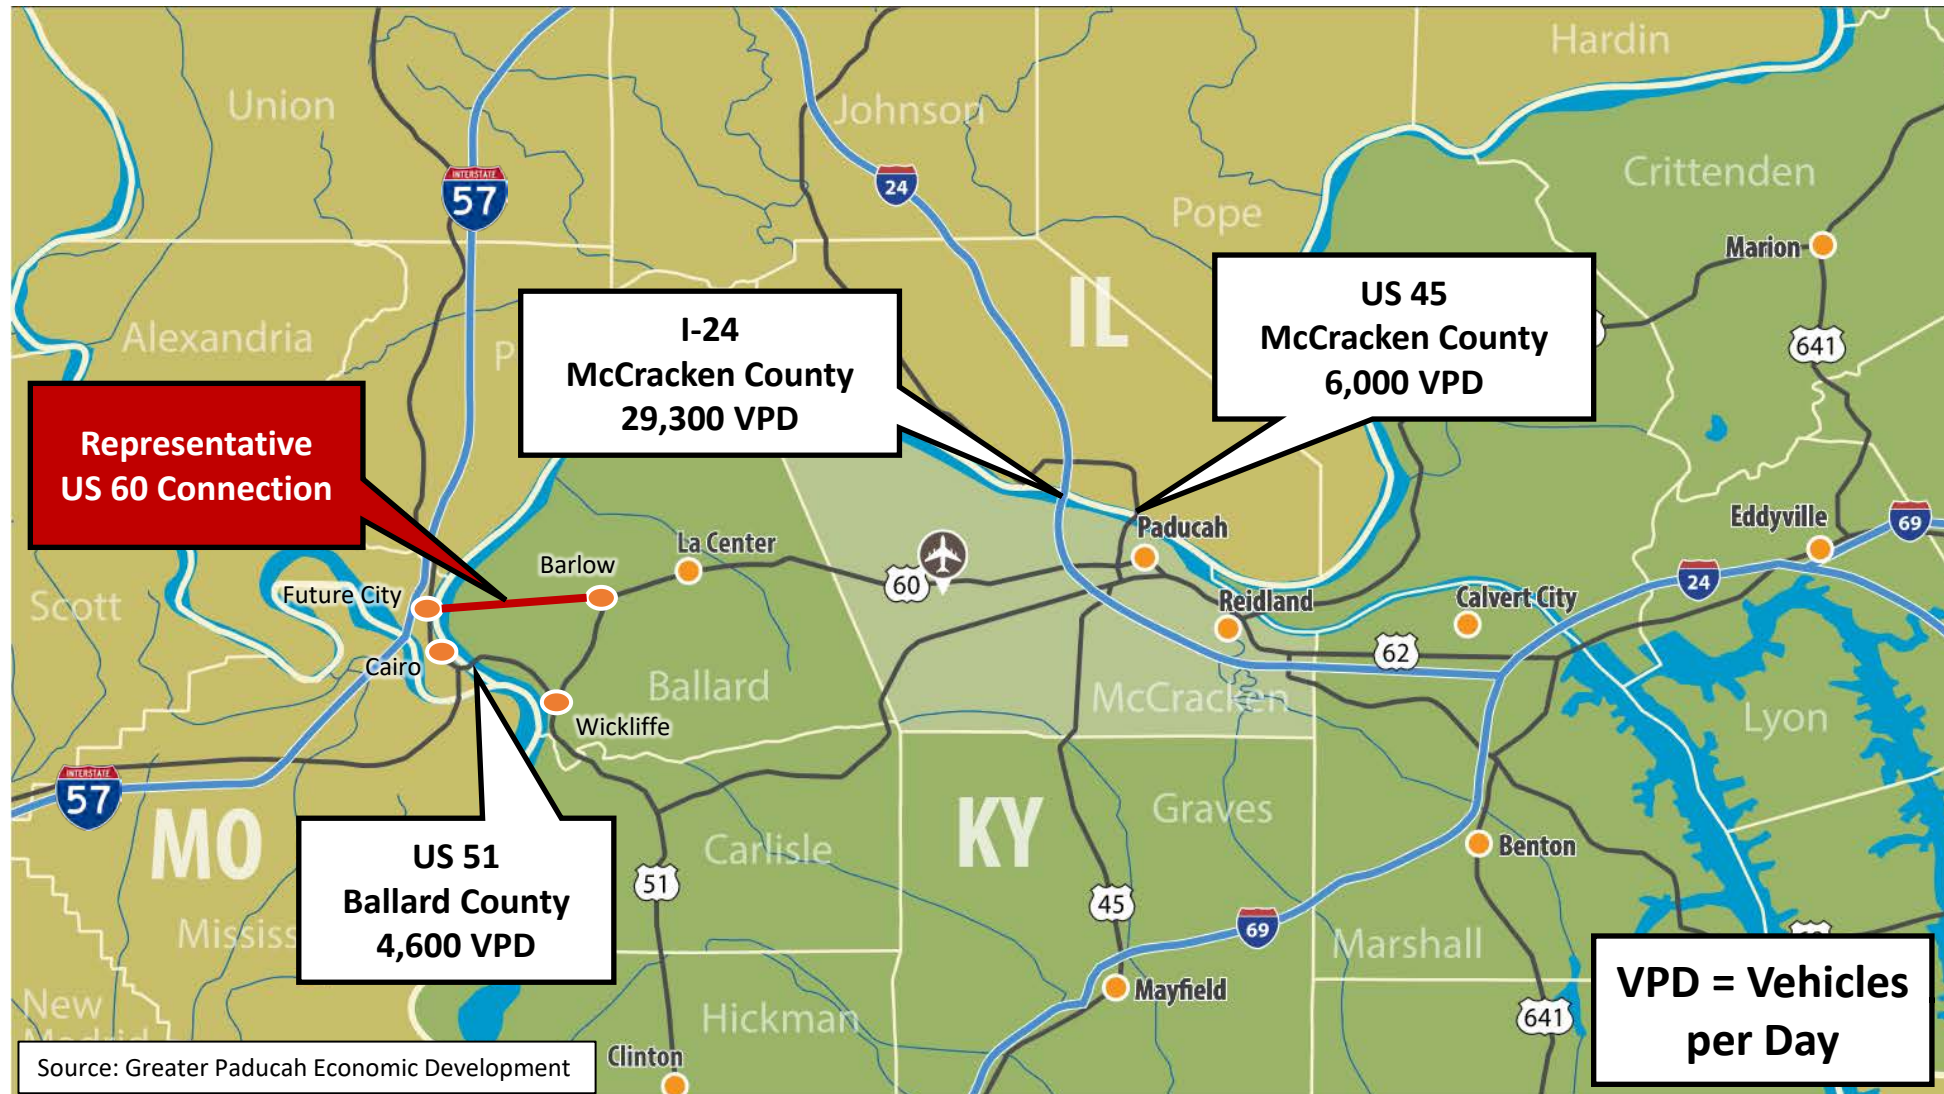 Hardin
Union
Johnson
Crittenden
INTERSTATE
57
24
Pope
Marion
IL
US 45
McCracken County
6,000 VPD
641
I-24
McCracken County
29,300 VPD
Alexandria
P
Representative
US 60 Connection
Paducah
Eddyville
69
La Center
Barlow
60
24
Future City
Scott
Reidland
Calvert City
62
Cairo
Ballard
McCracken
Lyon
Wickliffe
INTERSTATE
57
MO
KY
Graves
US 51
Ballard County
4,600 VPD
Carlisle
Benton
51
45
69
Mississ
Marshall
VPD = Vehicles
per Day
New
Mayfield
Hickman
641
Clinton
Source: Greater Paducah Economic Development